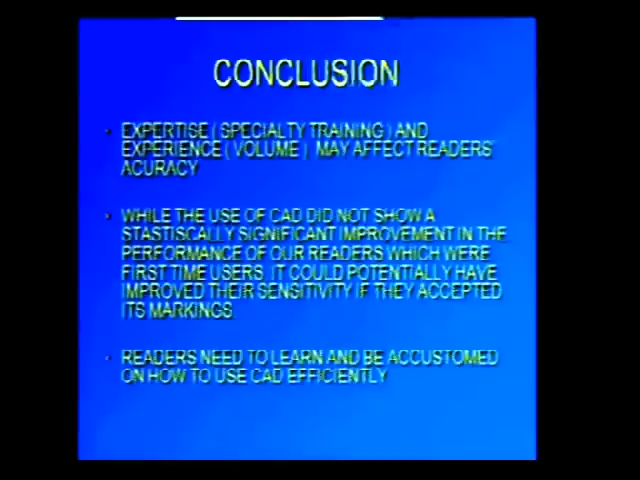 CONCLUSION
• EXPERTISE ( SPECIALTY TRAINING ) AND
EXPERIENCE ( VOLUME ) MAY AFFECT READERS'
ACURACY
• WHILE THE USE OF CAD DID NOT SHOW A
STASTISCALLY SIGNIFICANT IMPROVEMENT IN THE
PERFORMANCE OF OUR READERS WHICH WERE
FIRST TIME USERS, IT COULD POTENTIALLY HAVE
IMPROVED THEIR SENSITIVITY IF THEY ACCEPTED
ITS MARKINGS
• READERS NEED TO LEARN AND BE ACCUSTOMED
ON HOW TO USE CAD EFFICIENTLY